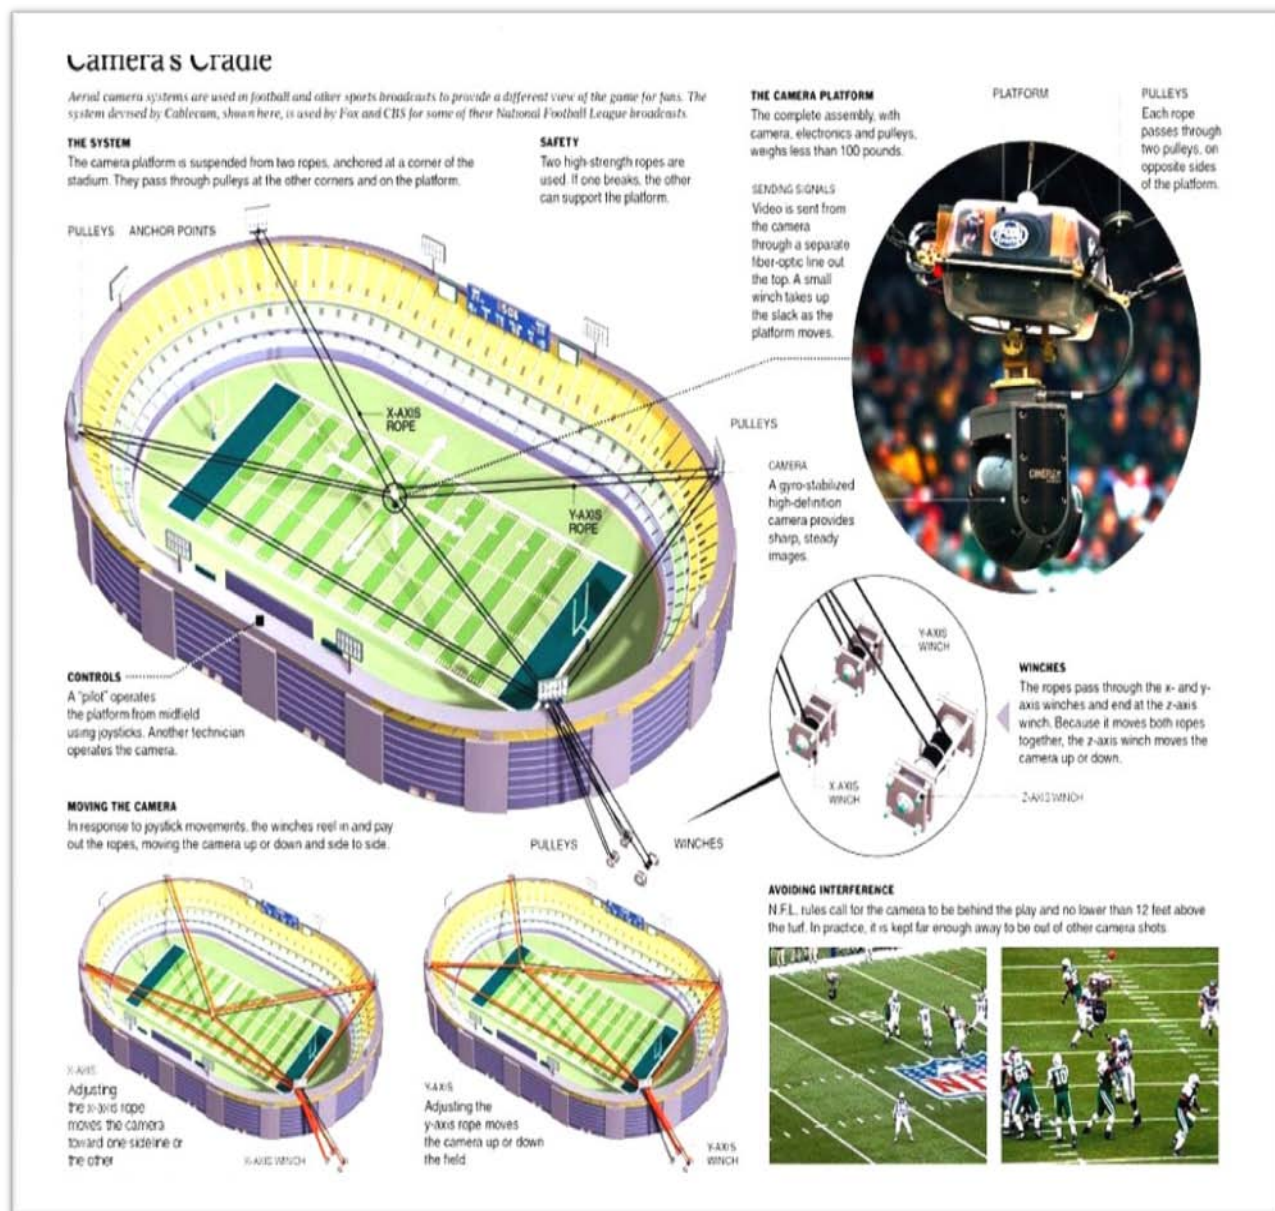 Camera's Cradle
Aerial camera systems are used in football and other sports broadcasts to provide a different view of the game for fans. The
system devised by Cablecam, shown here, is used by Fox and CBS for some of their National Football League broadcasts.
THE SYSTEM
The camera platform is suspended from two ropes, anchored at a corner of the
stadium. They pass through pulleys at the other corners and on the platform.
SAFETY
Two high-strength ropes are
used. If one breaks, the other
can support the platform.
THE CAMERA PLATFORM
The complete assembly, with
camera, electronics and pulleys,
weighs less than 100 pounds.
PLATFORM
PULLEYS
Each rope
passes through
two pulleys, on
opposite sides
of the platform.
SENDING SIGNALS
Video is sent from
the camera
through a separate
fiber-optic line out
the top. A small
winch takes up
the slack as the
platform moves.
PULLEYS ANCHOR POINTS
FOX
X-AXIS
ROPE
PULLEYS
Y-AXIS
ROPE
CAMERA
A gyro-stabilized
high-definition
camera provides
sharp, steady
images.
CINEFLEX
CONTROLS
A "pilot" operates
the platform from midfield
using joysticks. Another technician
operates the camera.
Y-AXIS
WINCH
X-AXIS
WINCH
Z-AXIS WINCH
WINCHES
The ropes pass through the x- and y-
axis winches and end at the z-axis
winch. Because it moves both ropes
together, the z-axis winch moves the
camera up or down.
PULLEYS
WINCHES
MOVING THE CAMERA
In response to joystick movements, the winches reel in and pay
out the ropes, moving the camera up or down and side to side.
X-AXIS
Adjusting
the x-axis rope
moves the camera
toward one sideline or
the other
X-AXIS WINCH
Y-AXIS
Adjusting the
y-axis rope moves
the camera up or down
the field.
Y-AXIS
WINCH
AVOIDING INTERFERENCE
N.F.L. rules call for the camera to be behind the play and no lower than 12 feet above
the turf. In practice, it is kept far enough away to be out of other camera shots.
50
NF
10